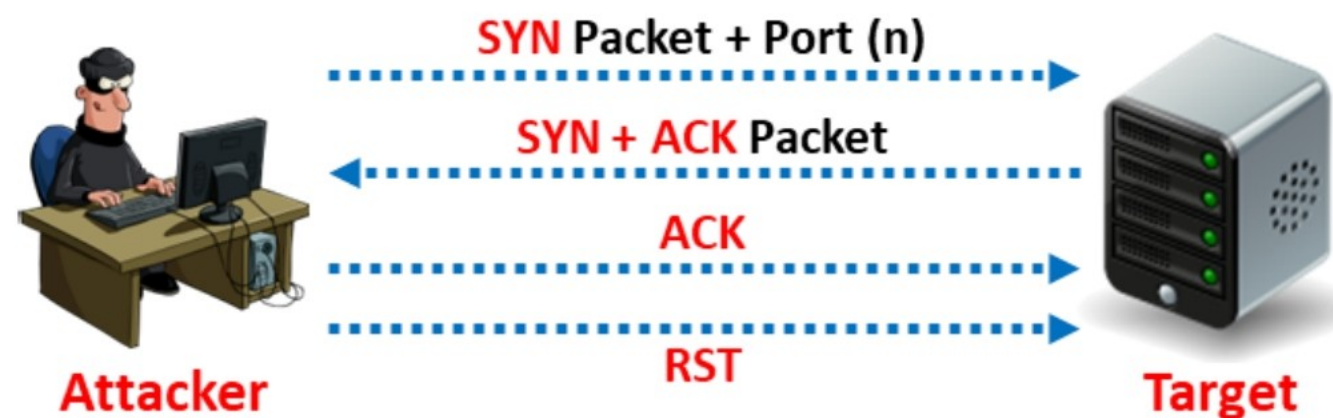 SYN Packet + Port (n)
SYN + ACK Packet
ACK
RST
Attacker
Target